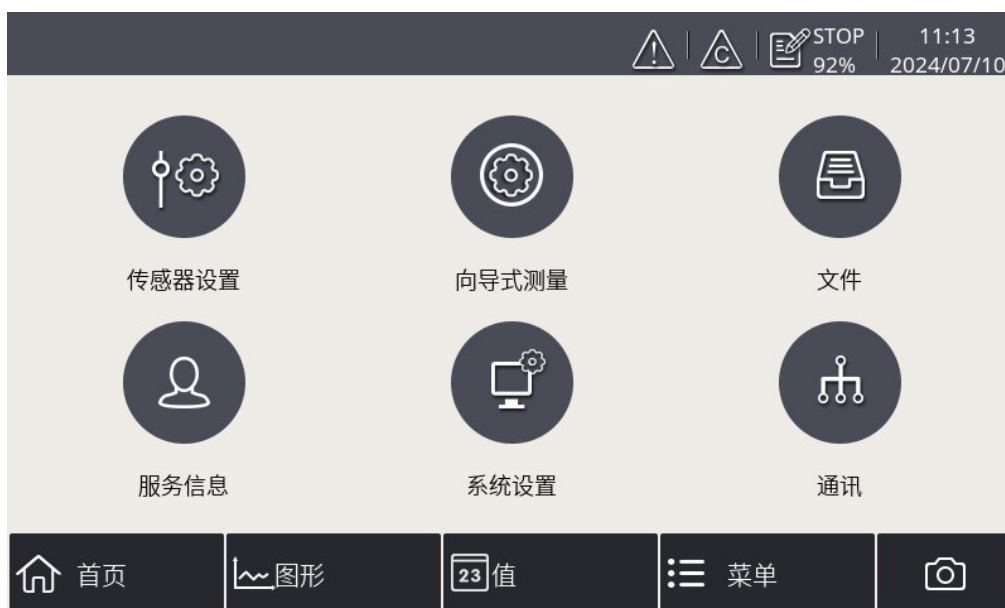 STOP
92%
11:13
2024/07/10
传感器设置
向导式测量
文件
服务信息
系统设置
通讯
首页
图形
23
值
菜单